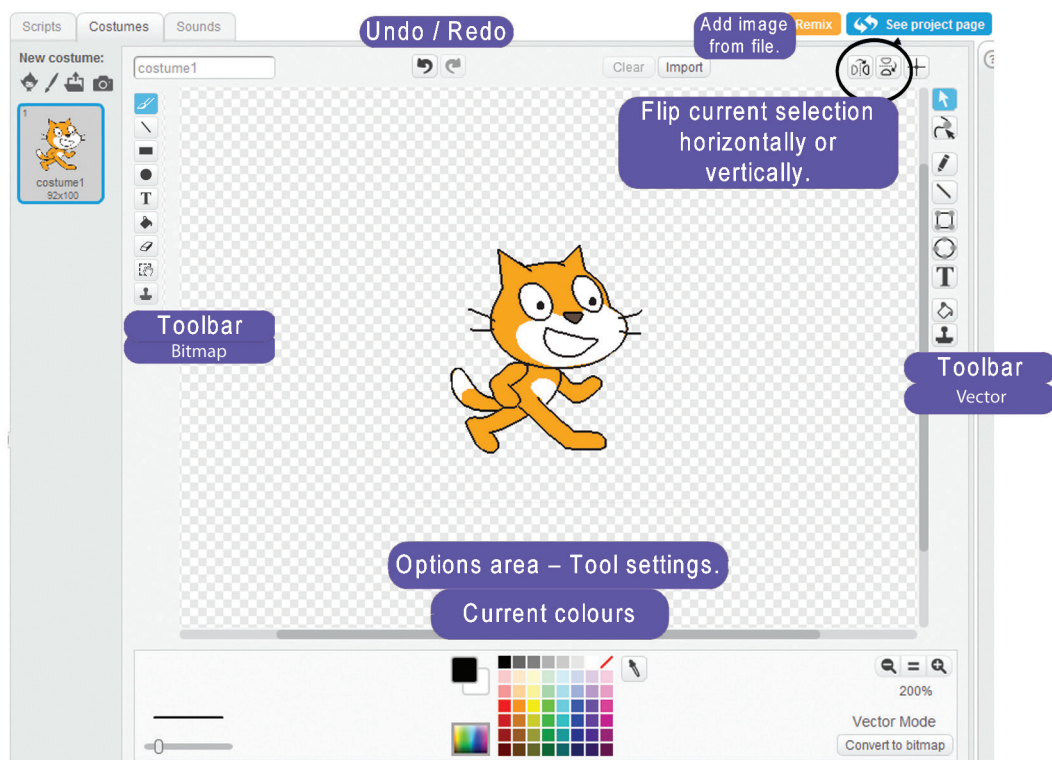 Scripts
Costumes
Sounds
Undo / Redo
Add image
from file.
Remix
See project page
New costume:
costume1
Clear
Import
1
costume1
92x100
T
Flip current selection
horizontally or
vertically.
T
Toolbar
Bitmap
Toolbar
Vector
Options area – Tool settings.
Current colours
200%
Vector Mode
Convert to bitmap